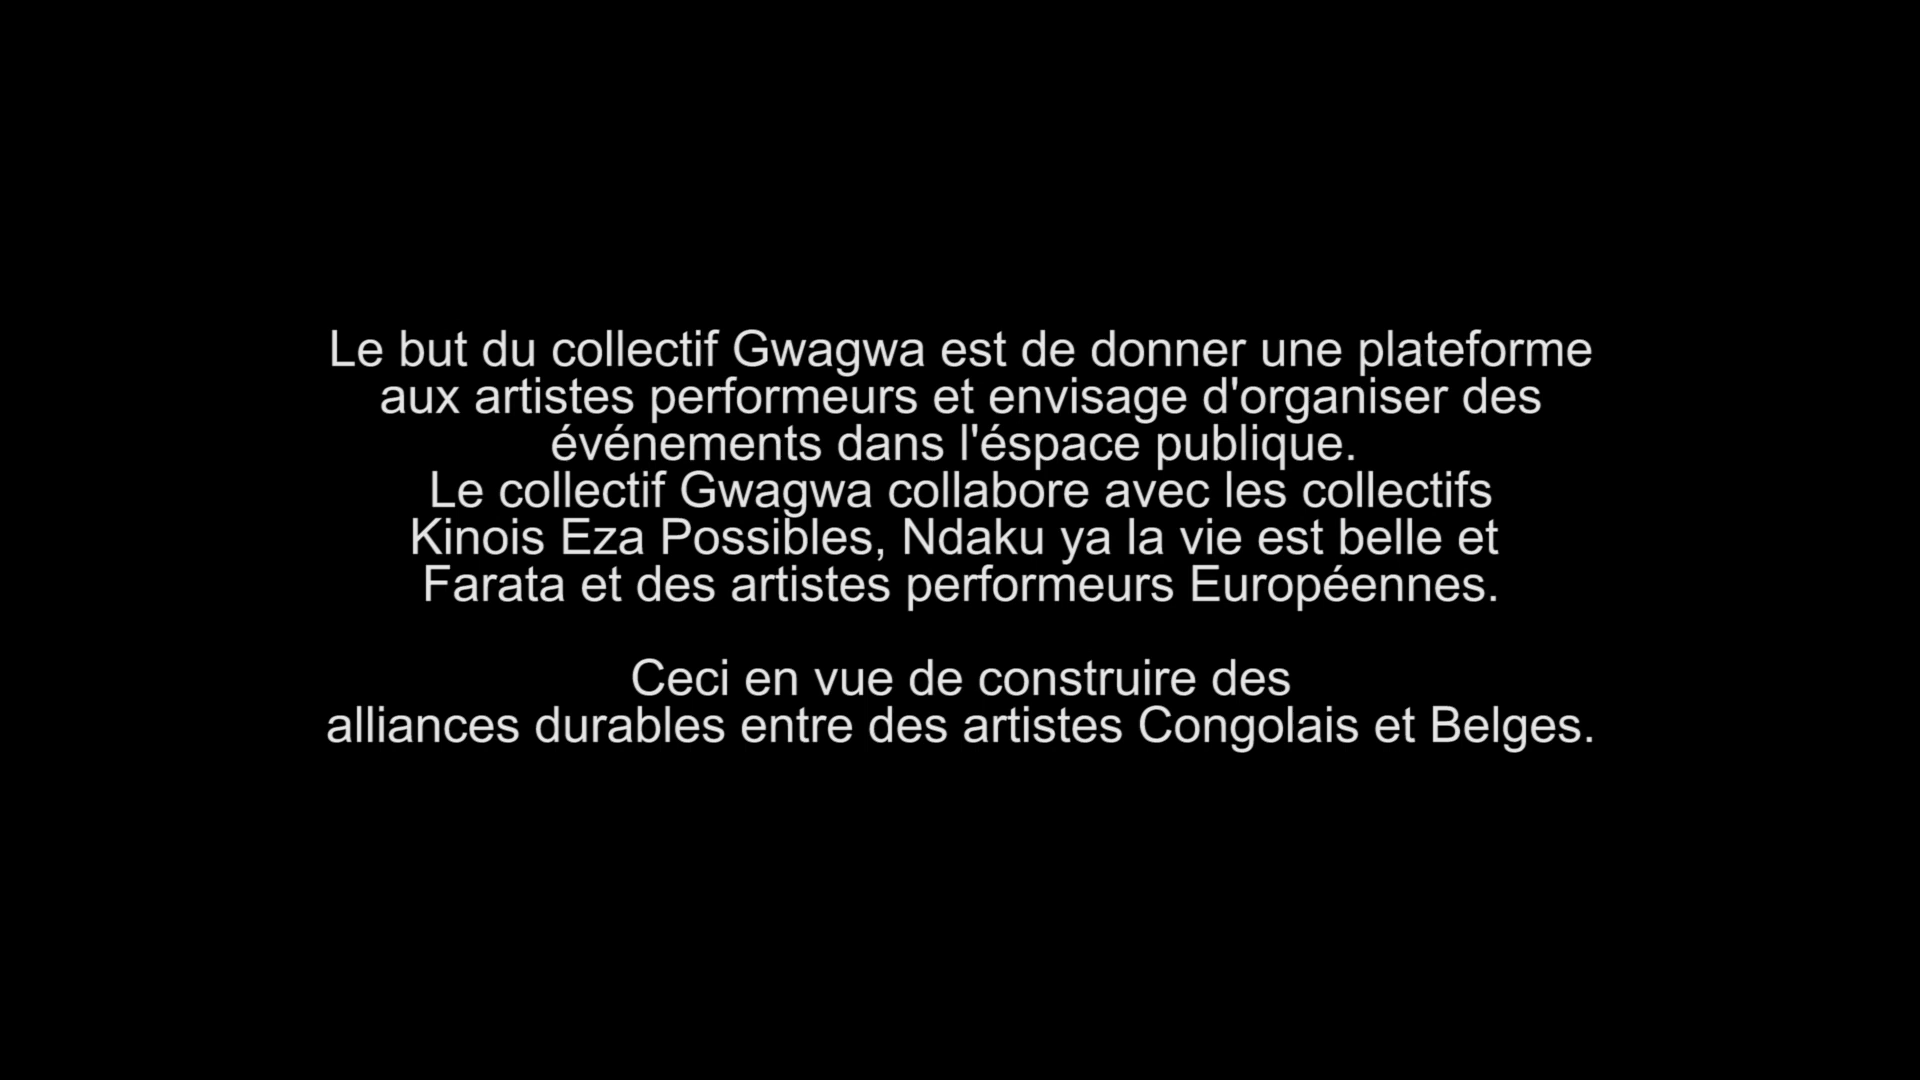 Le but du collectif Gwagwa est de donner une plateforme
aux artistes performeurs et envisage d'organiser des
événements dans l'éspace publique.
Le collectif Gwagwa collabore avec les collectifs
Kinois Eza Possibles, Ndaku ya la vie est belle et
Farata et des artistes performeurs Européennes.
Ceci en vue de construire des
alliances durables entre des artistes Congolais et Belges.